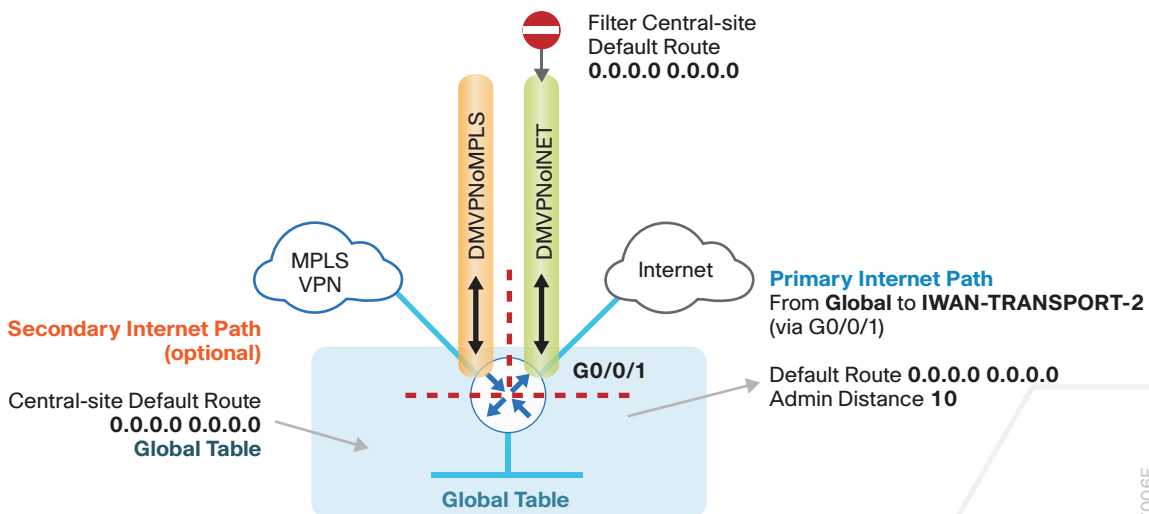 Filter Central-site
Default Route
0.0.0.0 0.0.0.0
DMVPNoMPLS
DMVPNoINET
MPLS
VPN
Internet
Primary Internet Path
From Global to IWAN-TRANSPORT-2
(via G0/0/1)
Secondary Internet Path
(optional)
G0/0/1
Default Route 0.0.0.0 0.0.0.0
Admin Distance 10
Central-site Default Route
0.0.0.0 0.0.0.0
Global Table
Global Table